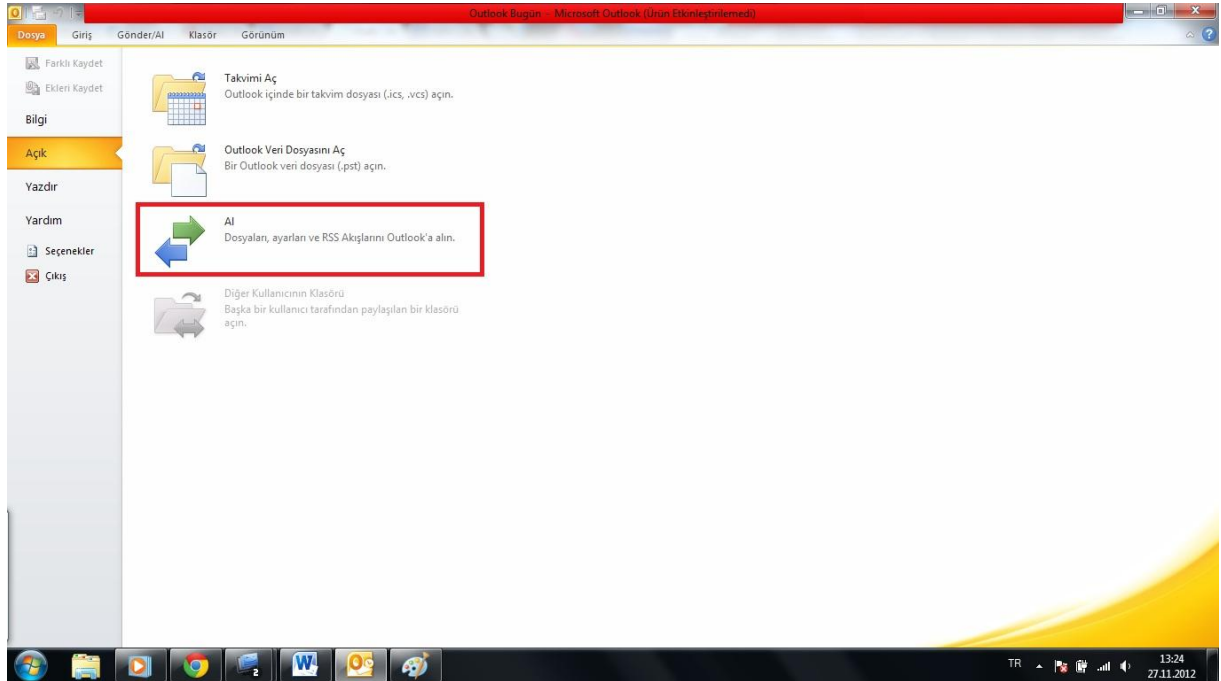 Outlook Bugün - Microsoft Outlook (Ürün Etkinleştirilemedi)
Dosya Giriş Gönder/Al Klasör Görünüm
Farklı Kaydet
Ekleri Kaydet
Bilgi
Açık
Yazdır
Yardım
Seçenekler
Çıkış
Takvimi Aç
Outlook içinde bir takvim dosyası (.ics, .vcs) açın.
Outlook Veri Dosyasını Aç
Bir Outlook veri dosyası (.pst) açın.
Al
Dosyaları, ayarları ve RSS Akışlarını Outlook'a alın.
Diğer Kullanıcının Klasörü
Başka bir kullanıcı tarafından paylaşılan bir klasörü
açın.
TR
13:24
27.11.2012